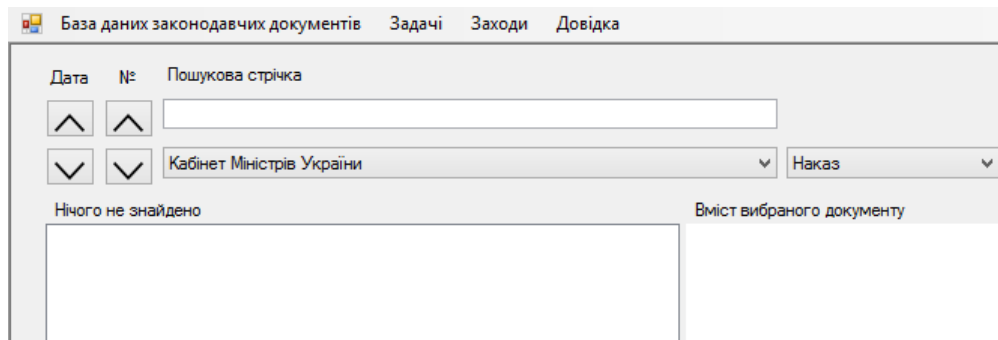 База даних законодавчих документів Задачі Заходи Довідка
Дата № Пошукова стрічка
Кабінет Міністрів України Наказ
Нічого не знайдено Вміст вибраного документу